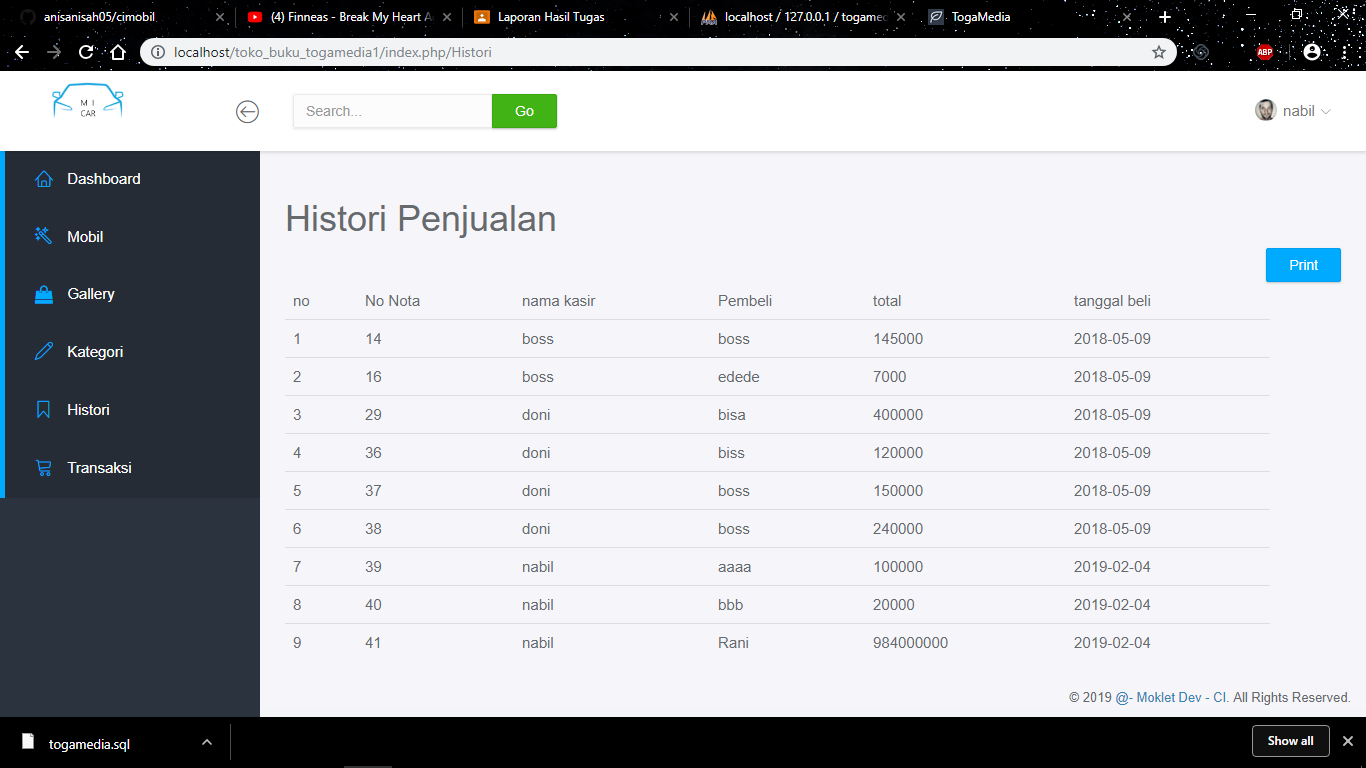 anisanisah05/cimobil
(4) Finneas - Break My Heart A
Laporan Hasil Tugas
localhost / 127.0.0.1 / togamed
TogaMedia
localhost/toko_buku_togamedia1/index.php/Histori
ABP
M I
CAR
Search...
Go
nabil
Dashboard
Mobil
Gallery
Kategori
Histori
Transaksi
Histori Penjualan
Print
no No Nota nama kasir Pembeli total tanggal beli
1 14 boss boss 145000 2018-05-09
2 16 boss edede 7000 2018-05-09
3 29 doni bisa 400000 2018-05-09
4 36 doni biss 120000 2018-05-09
5 37 doni boss 150000 2018-05-09
6 38 doni boss 240000 2018-05-09
7 39 nabil aaaa 100000 2019-02-04
8 40 nabil bbb 20000 2019-02-04
9 41 nabil Rani 984000000 2019-02-04
© 2019 @- Moklet Dev - CI. All Rights Reserved.
togamedia.sql
Show all